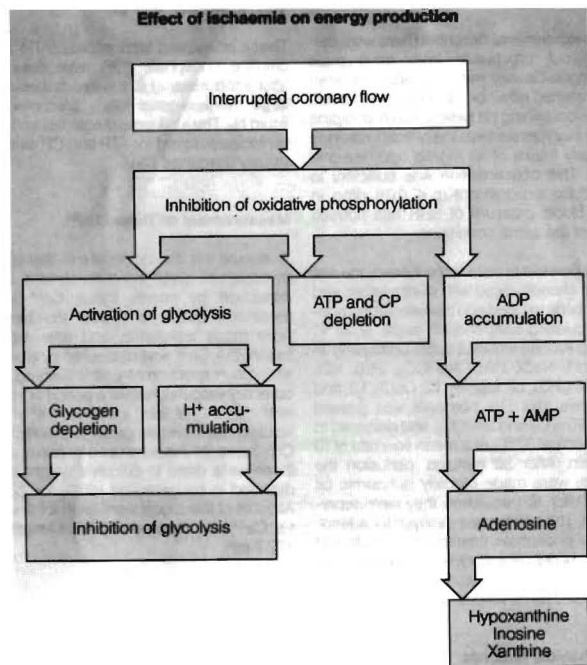 Effect of ischaemia on energy production
Interrupted coronary flow
Inhibition of oxidative phosphorylation
Activation of glycolysis
ATP and CP
depletion
ADP
accumulation
Glycogen
depletion
H+ accu-
mulation
ATP + AMP
Inhibition of glycolysis
Adenosine
Hypoxanthine
Inosine
Xanthine